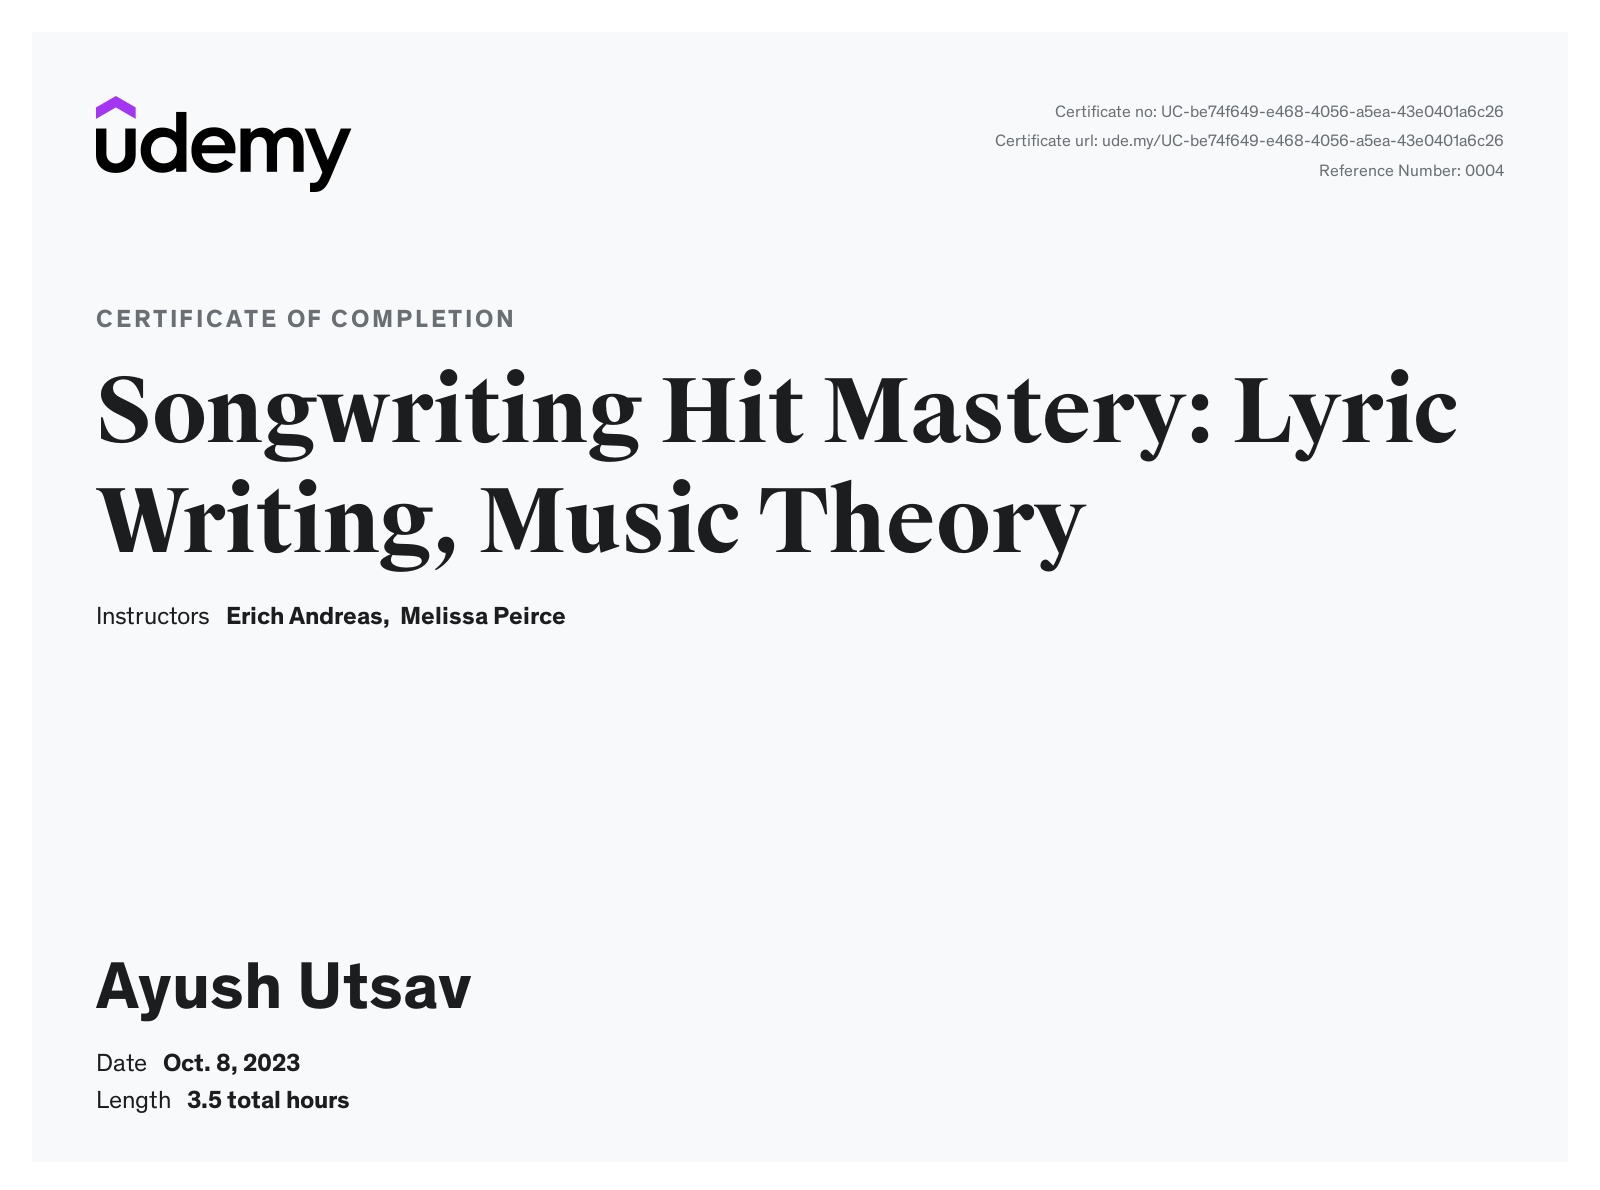 udemy
Certificate no: UC-be74f649-e468-4056-a5ea-43e0401a6c26
Certificate url: ude.my/UC-be74f649-e468-4056-a5ea-43e0401a6c26
Reference Number: 0004
CERTIFICATE OF COMPLETION
Songwriting Hit Mastery: Lyric
Writing, Music Theory
Instructors Erich Andreas, Melissa Peirce
Ayush Utsav
Date Oct. 8, 2023
Length 3.5 total hours